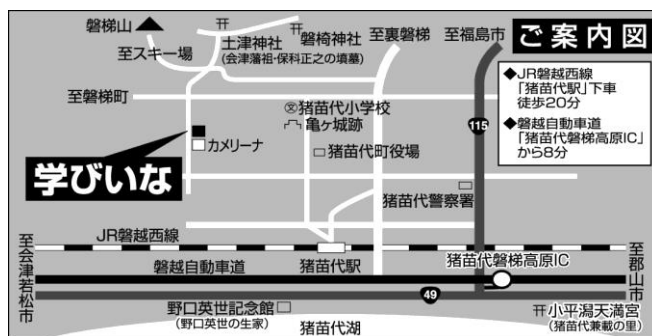 磐梯山
至スキー場
土津神社
(会津藩祖・保科正之の墳墓)
磐椅神社
至裏磐梯
至福島市
ご案内図
◆JR磐越西線
「猪苗代駅」下車
徒歩20分
◆磐越自動車道
「猪苗代磐梯高原IC」
から8分
至磐梯町
猪苗代小学校
亀ヶ城跡
カメリーナ
猪苗代町役場
115
学びいな
猪苗代警察署
JR磐越西線
至会津若松市
磐越自動車道
猪苗代駅
猪苗代磐梯高原IC
至郡山市
49
野口英世記念館
(野口英世の生家)
猪苗代湖
小平潟天満宮
(猪苗代兼載の里)